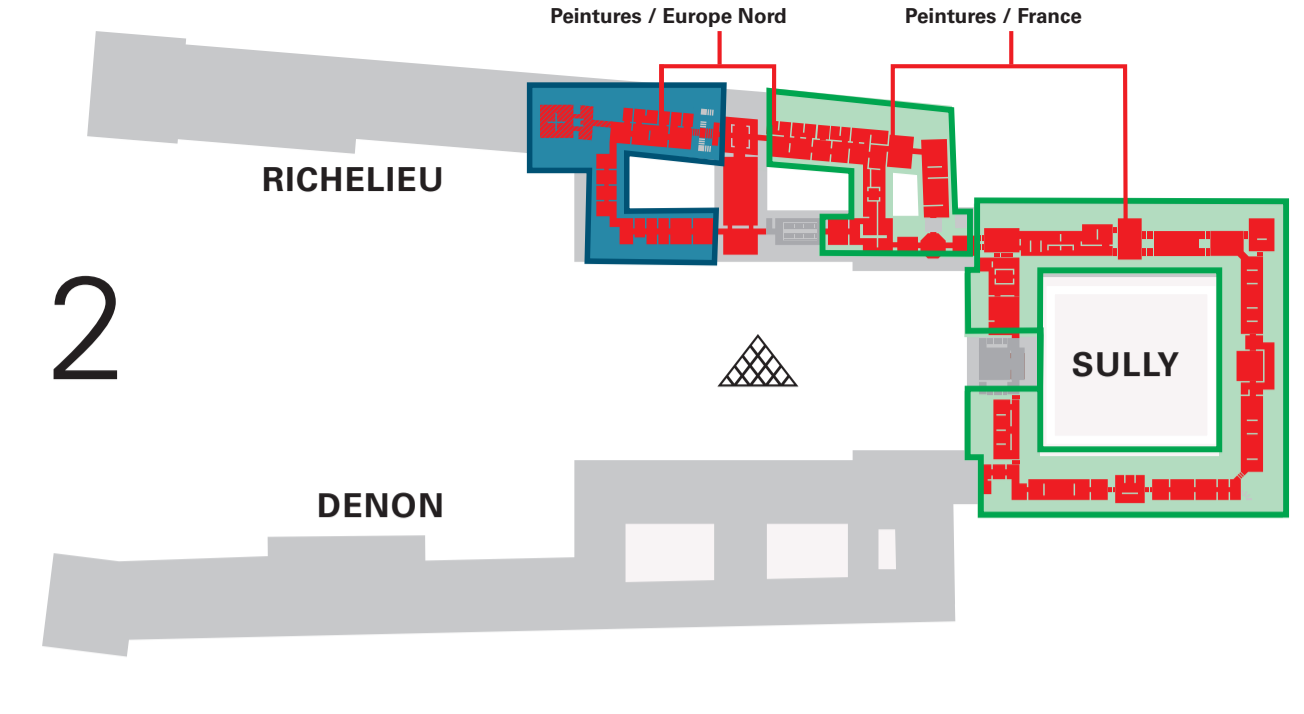 Peintures / Europe Nord
Peintures / France
RICHELIEU
2
SULLY
DENON